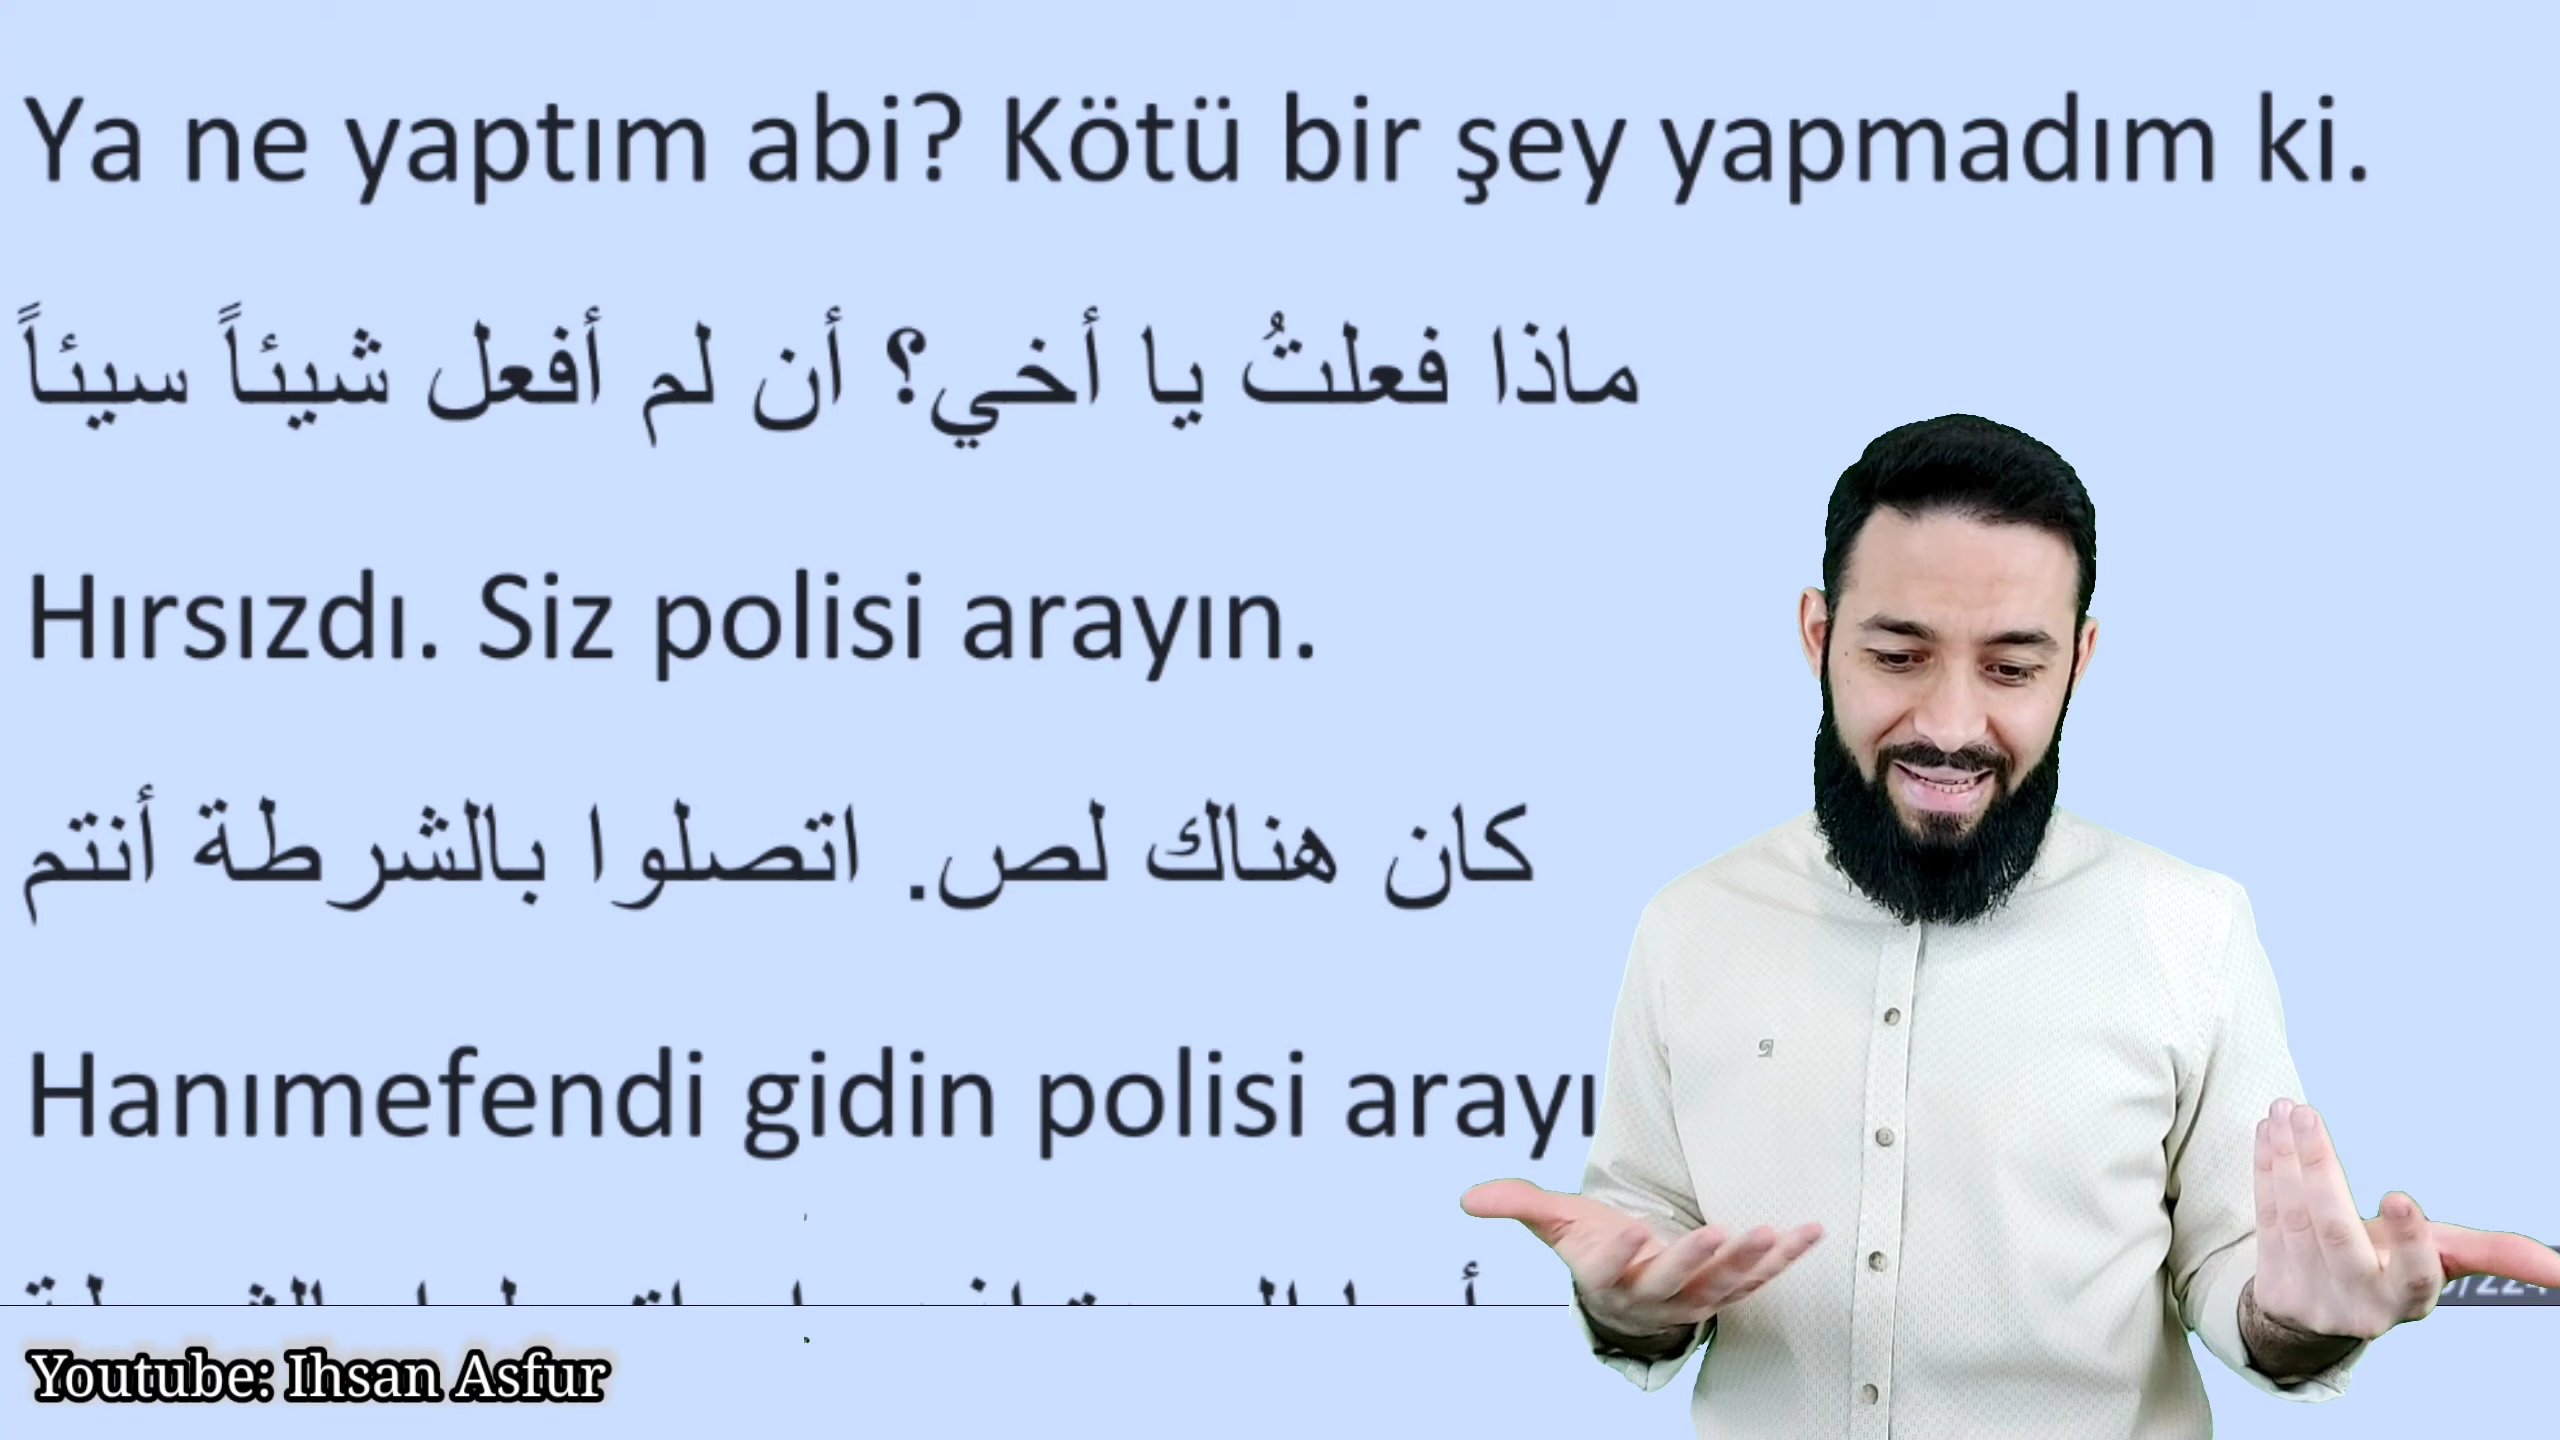 Ya ne yaptım abi? Kötü bir şey yapmadım ki.
ماذا فعلتُ يا أخي؟ أن لم أفعل شيئاً سيئاً
Hırsızdı. Siz polisi arayın.
كان هناك لص. اتصلوا بالشرطة أنتم
Hanımefendi gidin polisi arayı
Youtube: Ihsan Asfur